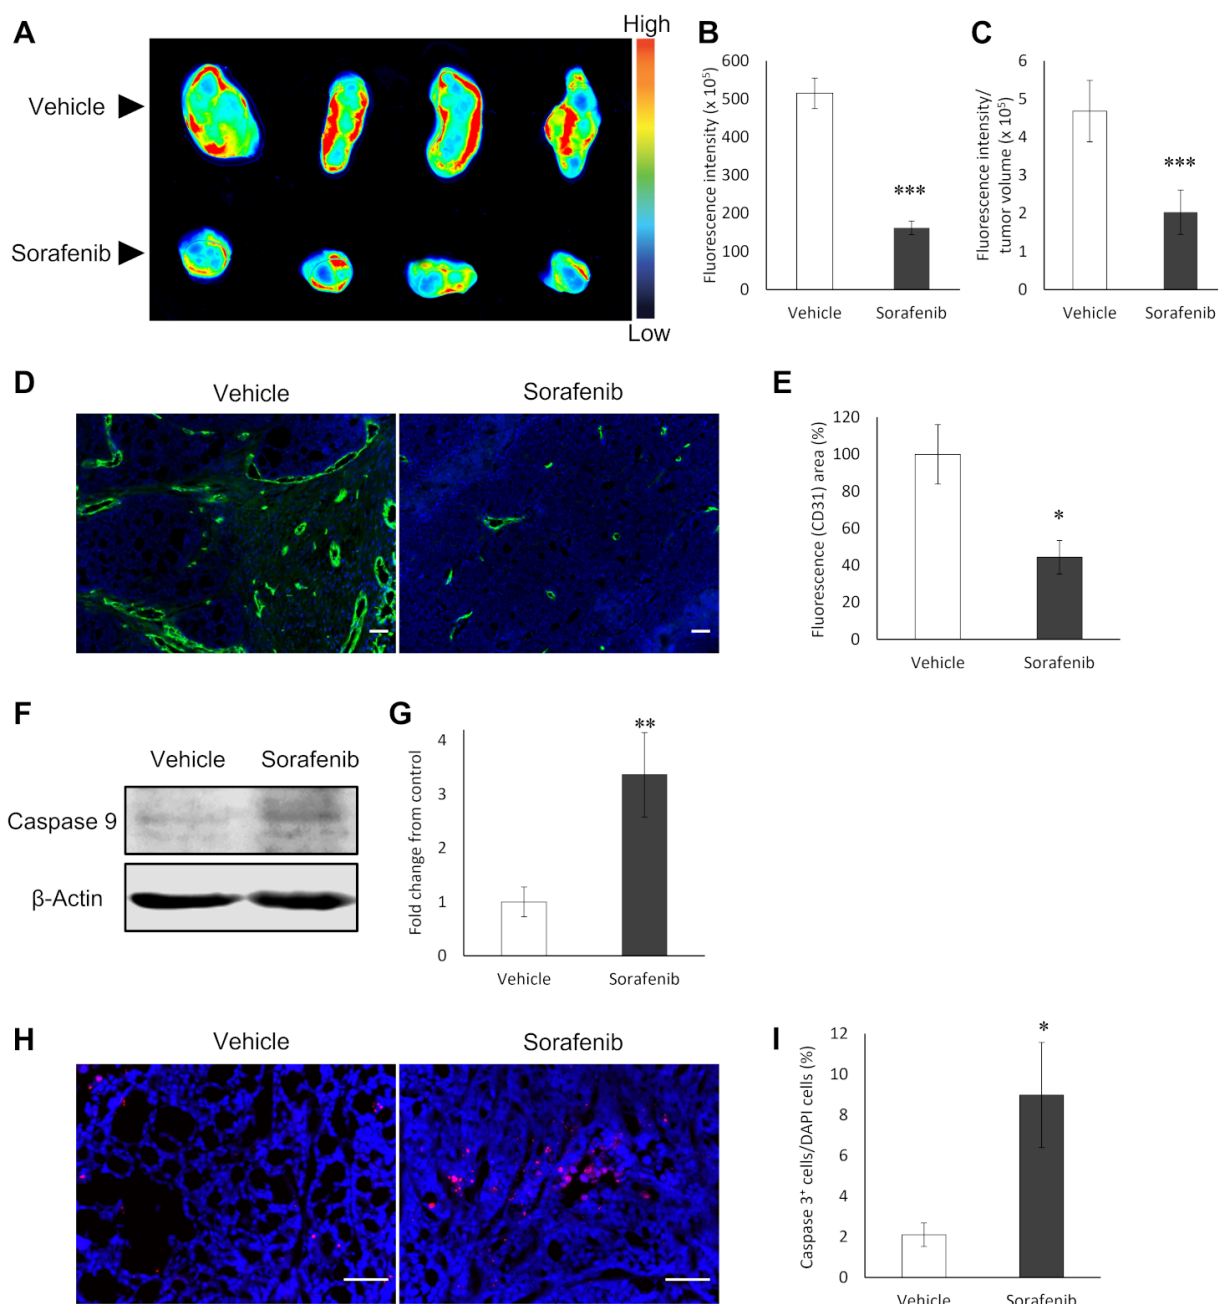 A
High
Vehicle
Sorafenib
Low
B
Fluorescence intensity (x 10⁵)
600
500
400
300
200
100
0
***
Vehicle Sorafenib
C
Fluorescence intensity/
tumor volume (x 10⁵)
6
5
4
3
2
1
0
***
Vehicle Sorafenib
D
Vehicle Sorafenib
E
Fluorescence (CD31) area (%)
120
100
80
60
40
20
0
*
Vehicle Sorafenib
F
Vehicle Sorafenib
Caspase 9
β-Actin
G
Fold change from control
4
3
2
1
0
**
Vehicle Sorafenib
H
Vehicle Sorafenib
I
Caspase 3⁺ cells/DAPI cells (%)
12
10
8
6
4
2
0
*
Vehicle Sorafenib